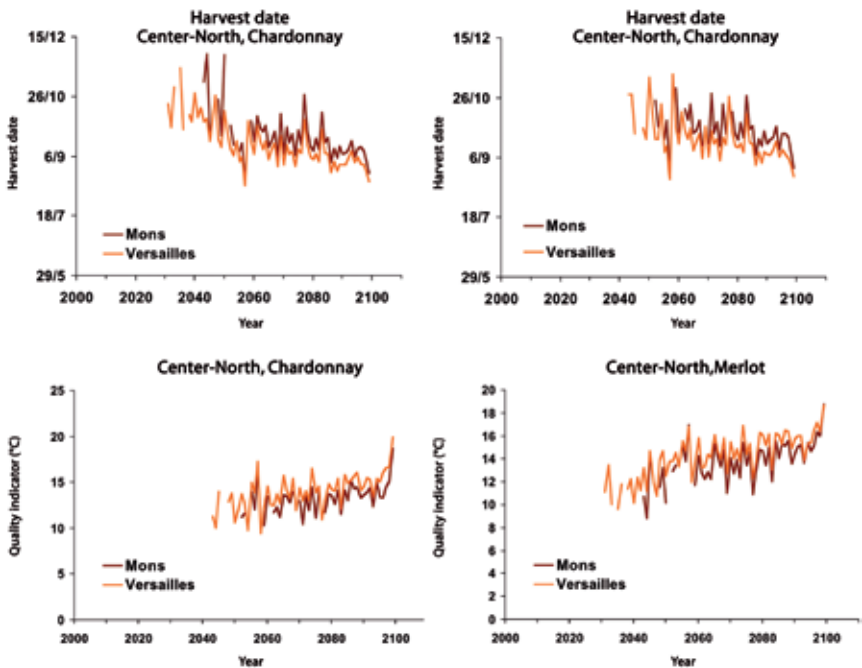 Harvest date
Center-North, Chardonnay
15/12
26/10
6/9
18/7
29/5
Harvest date
Mons
Versailles
2000 2020 2040 2060 2080 2100
Year
Harvest date
Center-North, Chardonnay
15/12
26/10
6/9
18/7
29/5
Harvest date
Mons
Versailles
2000 2020 2040 2060 2080 2100
Year
Center-North, Chardonnay
25
20
15
10
5
0
Quality indicator (°C)
Mons
Versailles
2000 2020 2040 2060 2080 2100
Year
Center-North,Merlot
20
18
16
14
12
10
8
6
4
2
0
Quality indicator (°C)
Mons
Versailles
2000 2020 2040 2060 2080 2100
Year